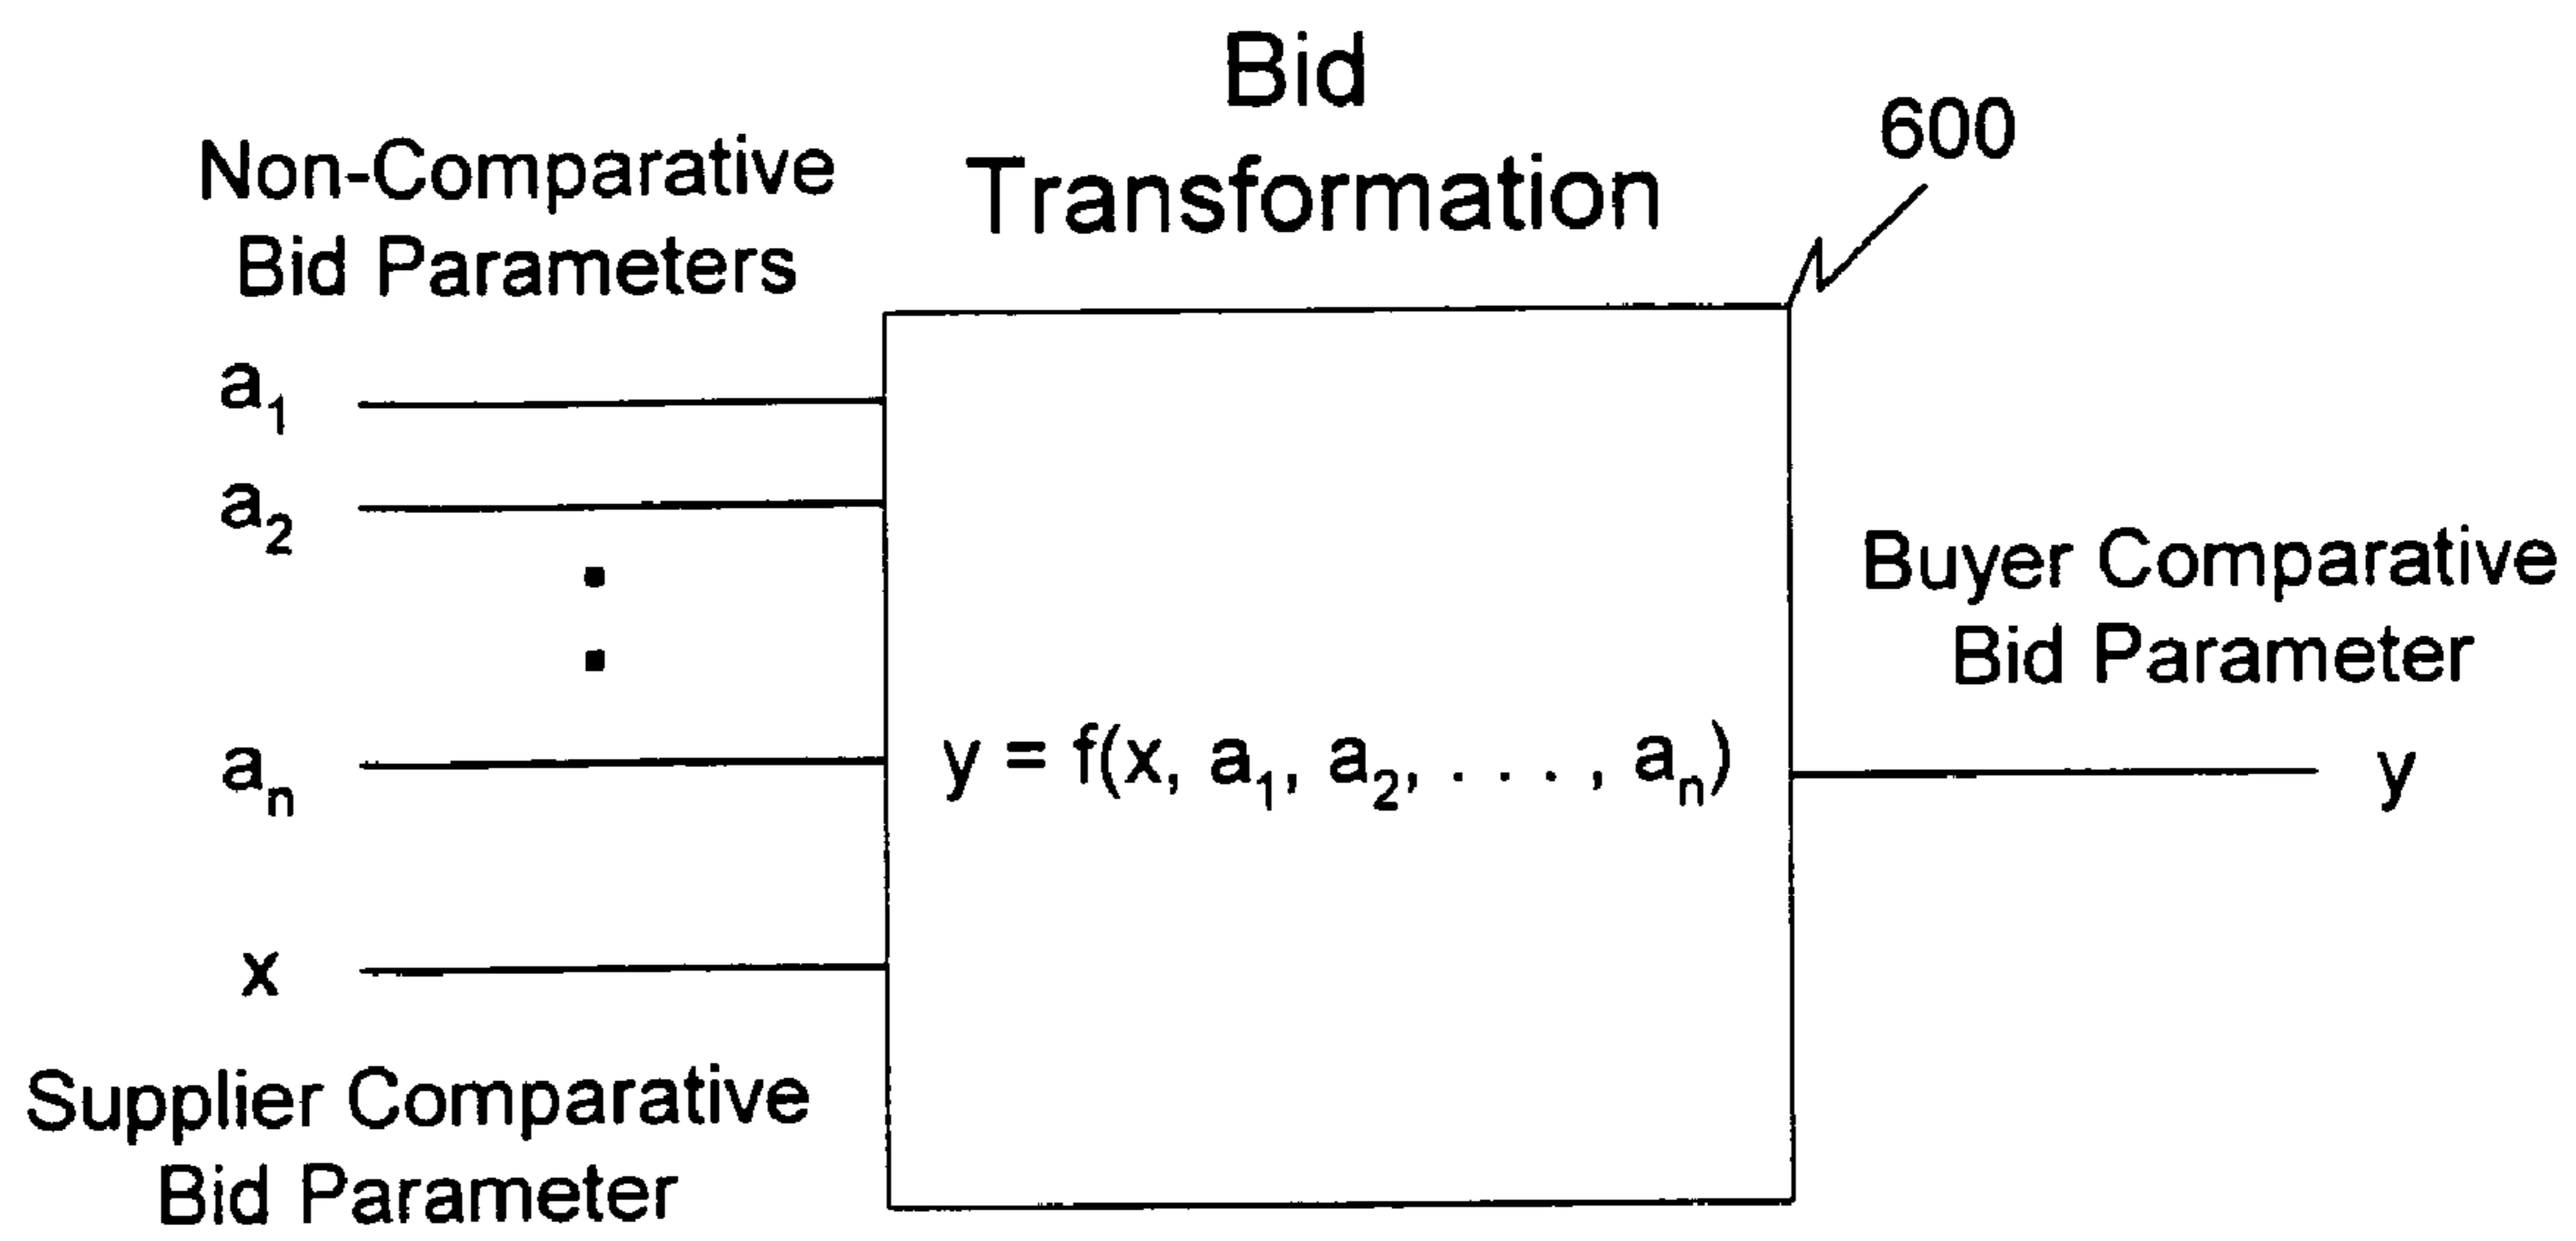 Bid
Transformation
600
Non-Comparative
Bid Parameters
a1
a2
an
x
Supplier Comparative
Bid Parameter
y = f(x, a1, a2, . . . . , an)
Buyer Comparative
Bid Parameter
y